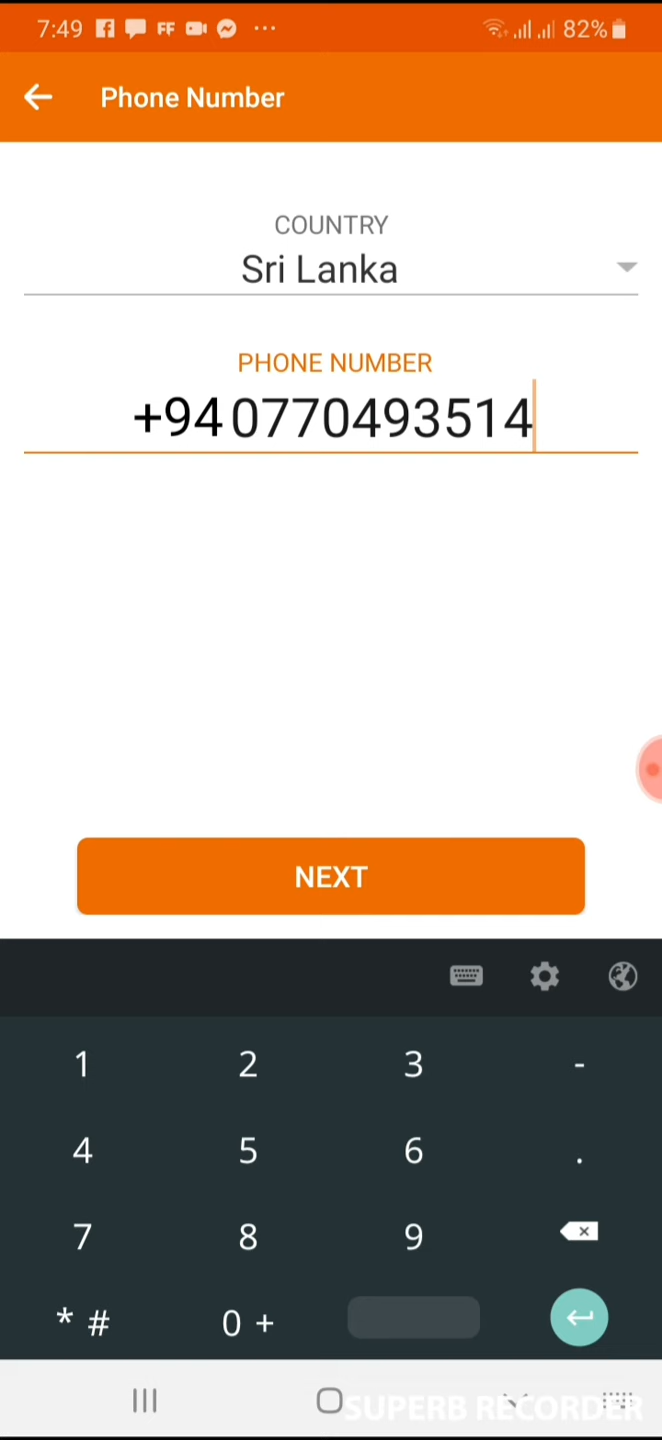 7:49 FF ... 82%
Phone Number
COUNTRY
Sri Lanka
PHONE NUMBER
+94 0770493514
NEXT
1 2 3 -
4 5 6 .
7 8 9
* # 0 +
SUPERB RECORDER